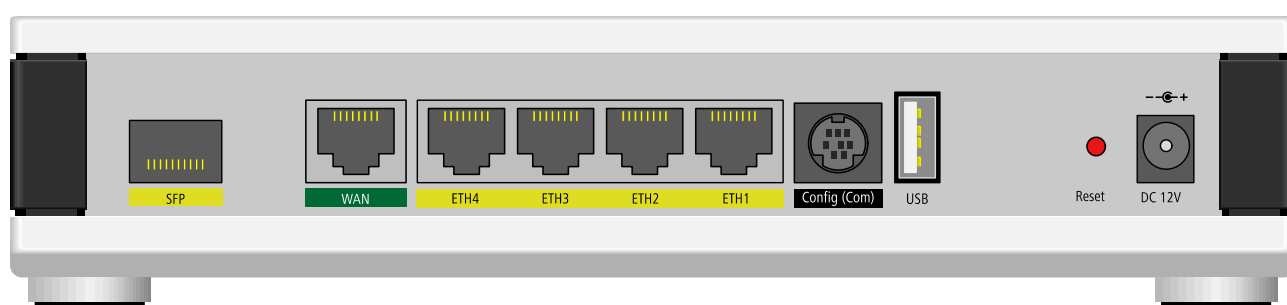 SFP
WAN
ETH4
ETH3
ETH2
ETH1
Config (Com)
USB
Reset
DC 12V